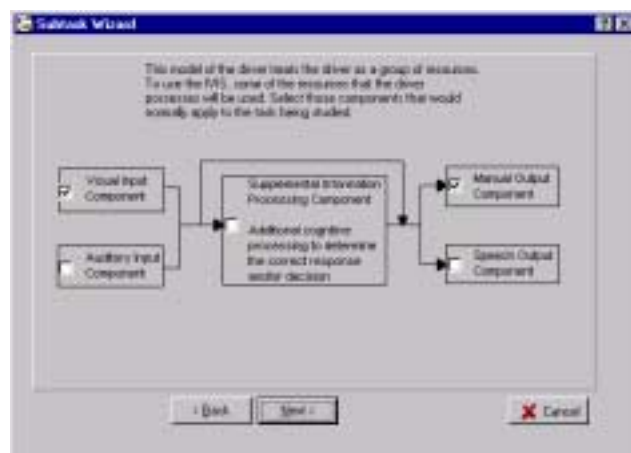 Subtask Wizard
This model of the driver treats the driver as a group of resources.
To use the IVIS, some of the resources that the driver
processes will be used. Select those components that would
normally apply to the task being studied.
Visual Input
Component
Supplemental Information
Processing Component
Manual Output
Component
Additional cognitive
processing to determine
the correct response
and/or decision
Auditory Input
Component
Speech Output
Component
< Back
Next >
Cancel